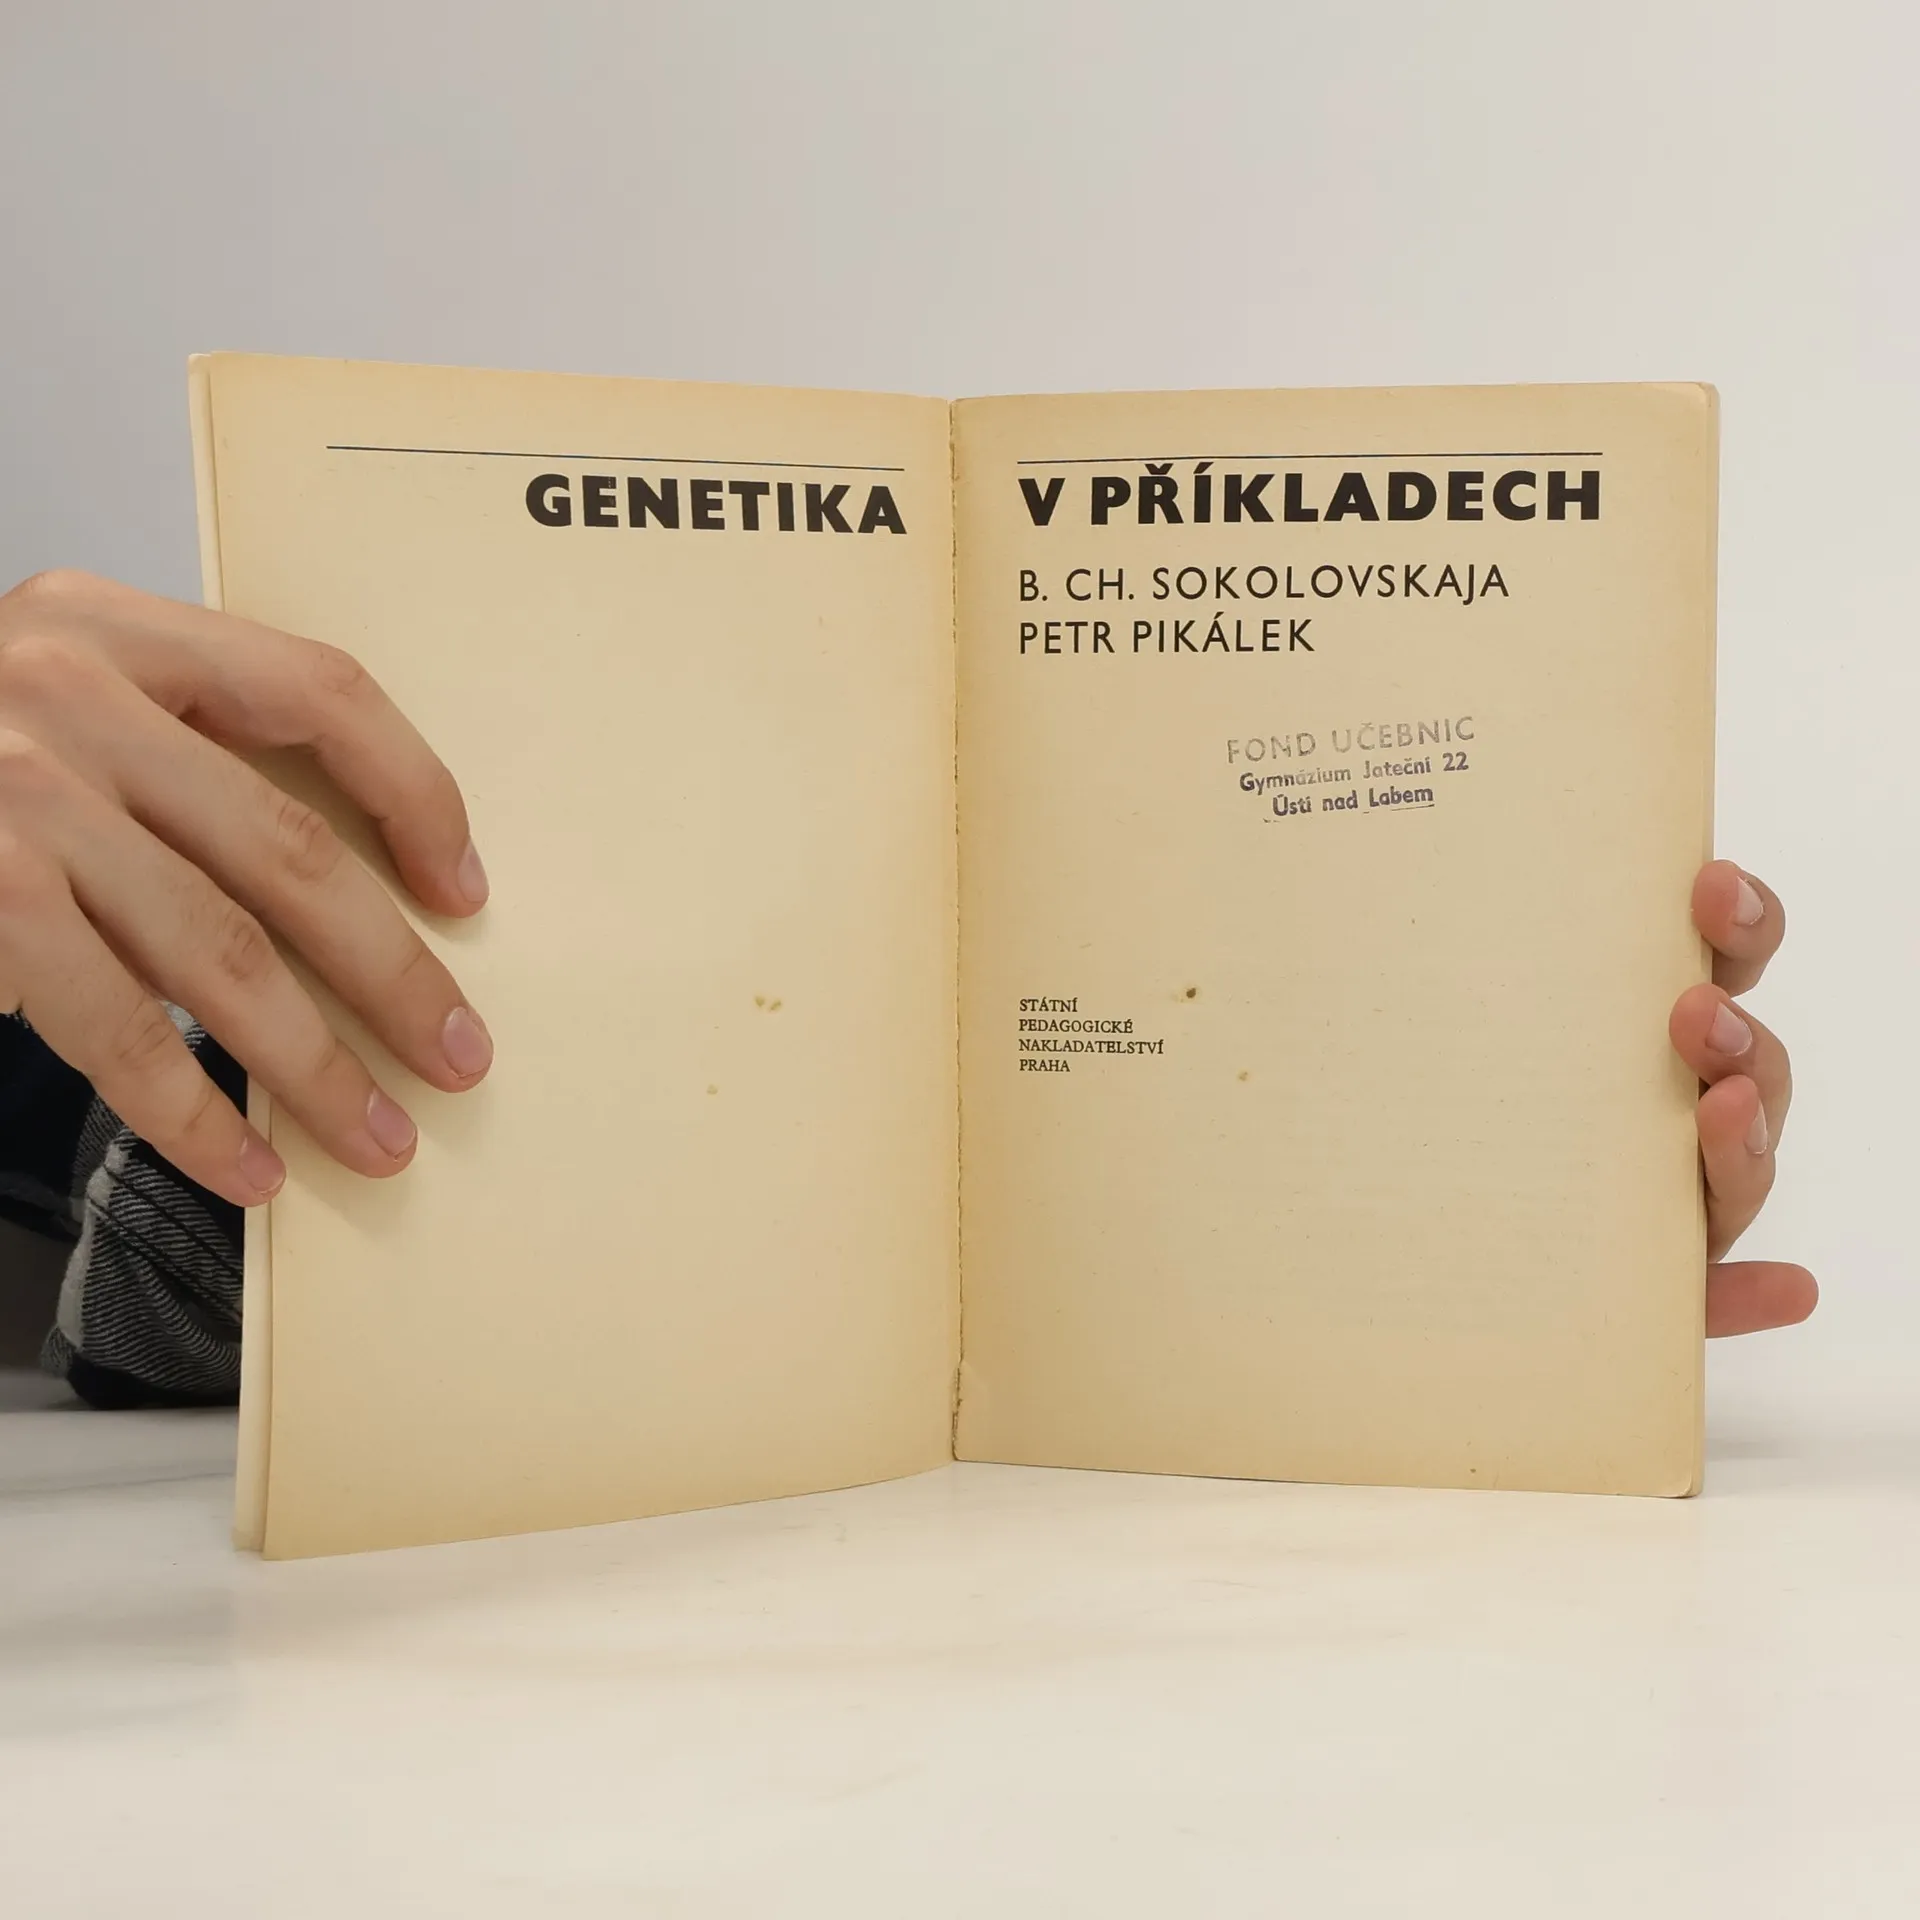 GENETIKA
V PŘÍKLADECH
B. CH. SOKOLOVSKAJA
PETR PIKÁLEK
FOND UČEBNIC
Gymnázium Jateční 22
Ústí nad Labem
STÁTNÍ
PEDAGOGICKÉ
NAKLADATELSTVÍ
PRAHA